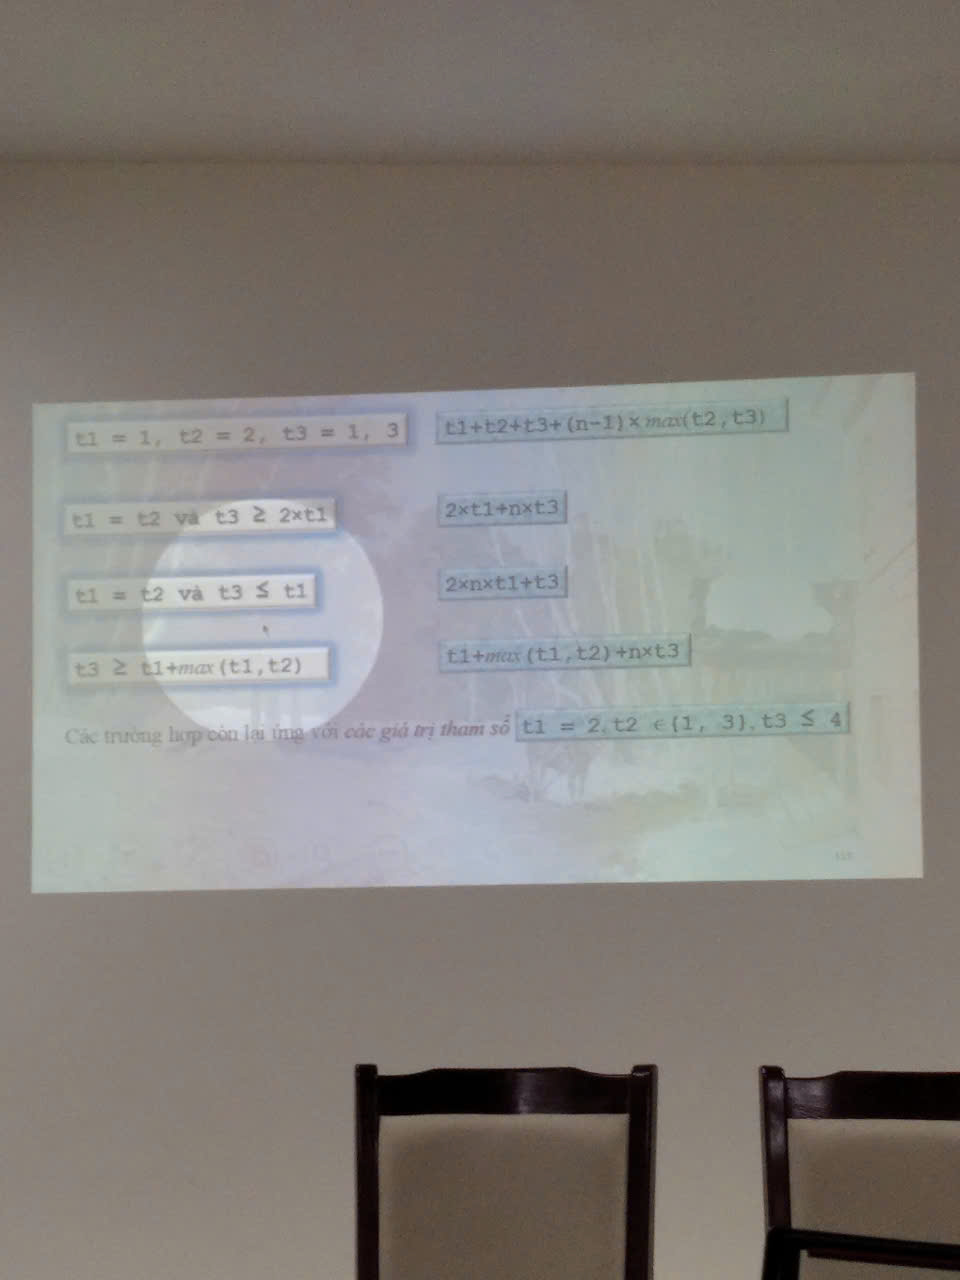 t1 = 1, t2 = 2, t3 = 1, 3 t1+t2+t3+(n-1)×max(t2,t3)
t1 = t2 và t3 ≥ 2×t1 2×t1+n×t3
t1 = t2 và t3 ≤ t1 2×n×t1+t3
t3 ≥ t1+max(t1,t2) t1+max(t1,t2)+n×t3
Các trường hợp còn lại ứng với các giá trị tham số t1 = 2,t2 ∈{1, 3},t3 ≤ 4